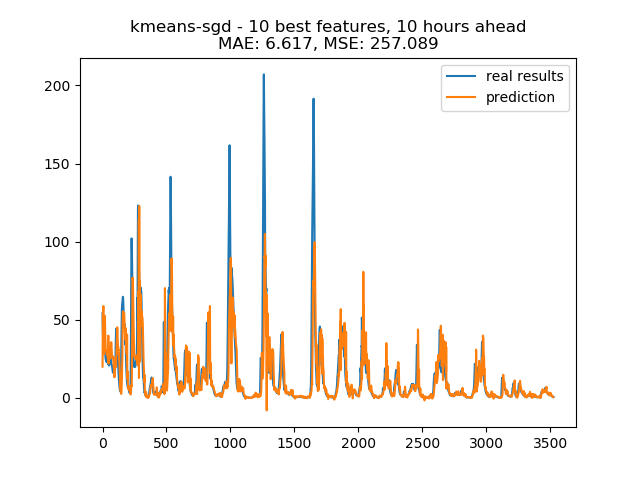 kmeans-sgd - 10 best features, 10 hours ahead
MAE: 6.617, MSE: 257.089
real results
prediction
200
150
100
50
0
0 500 1000 1500 2000 2500 3000 3500